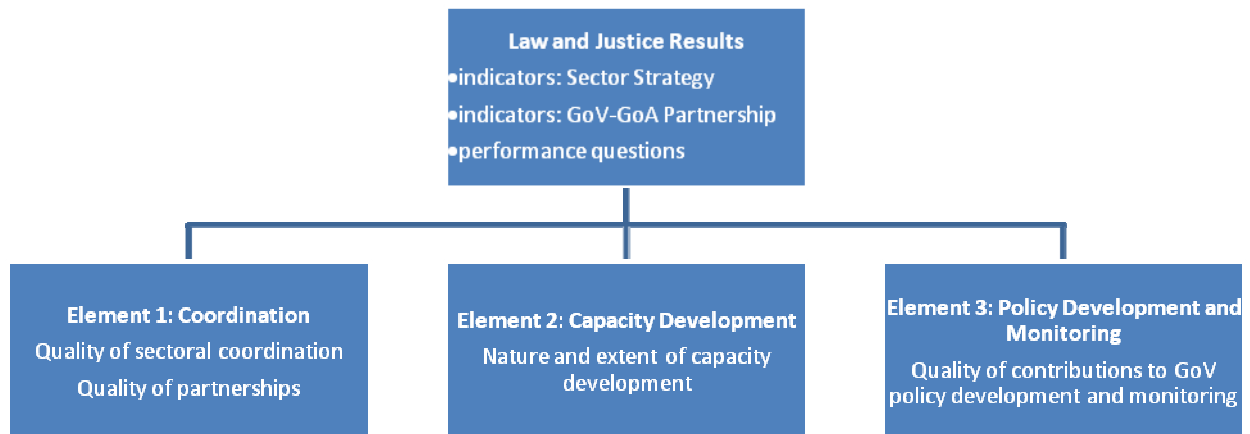 Law and Justice Results
•indicators: Sector Strategy
•indicators: GoV-GoA Partnership
•performance questions
Element 1: Coordination
Quality of sectoral coordination
Quality of partnerships
Element 2: Capacity Development
Nature and extent of capacity
development
Element 3: Policy Development and
Monitoring
Quality of contributions to GoV
policy development and monitoring